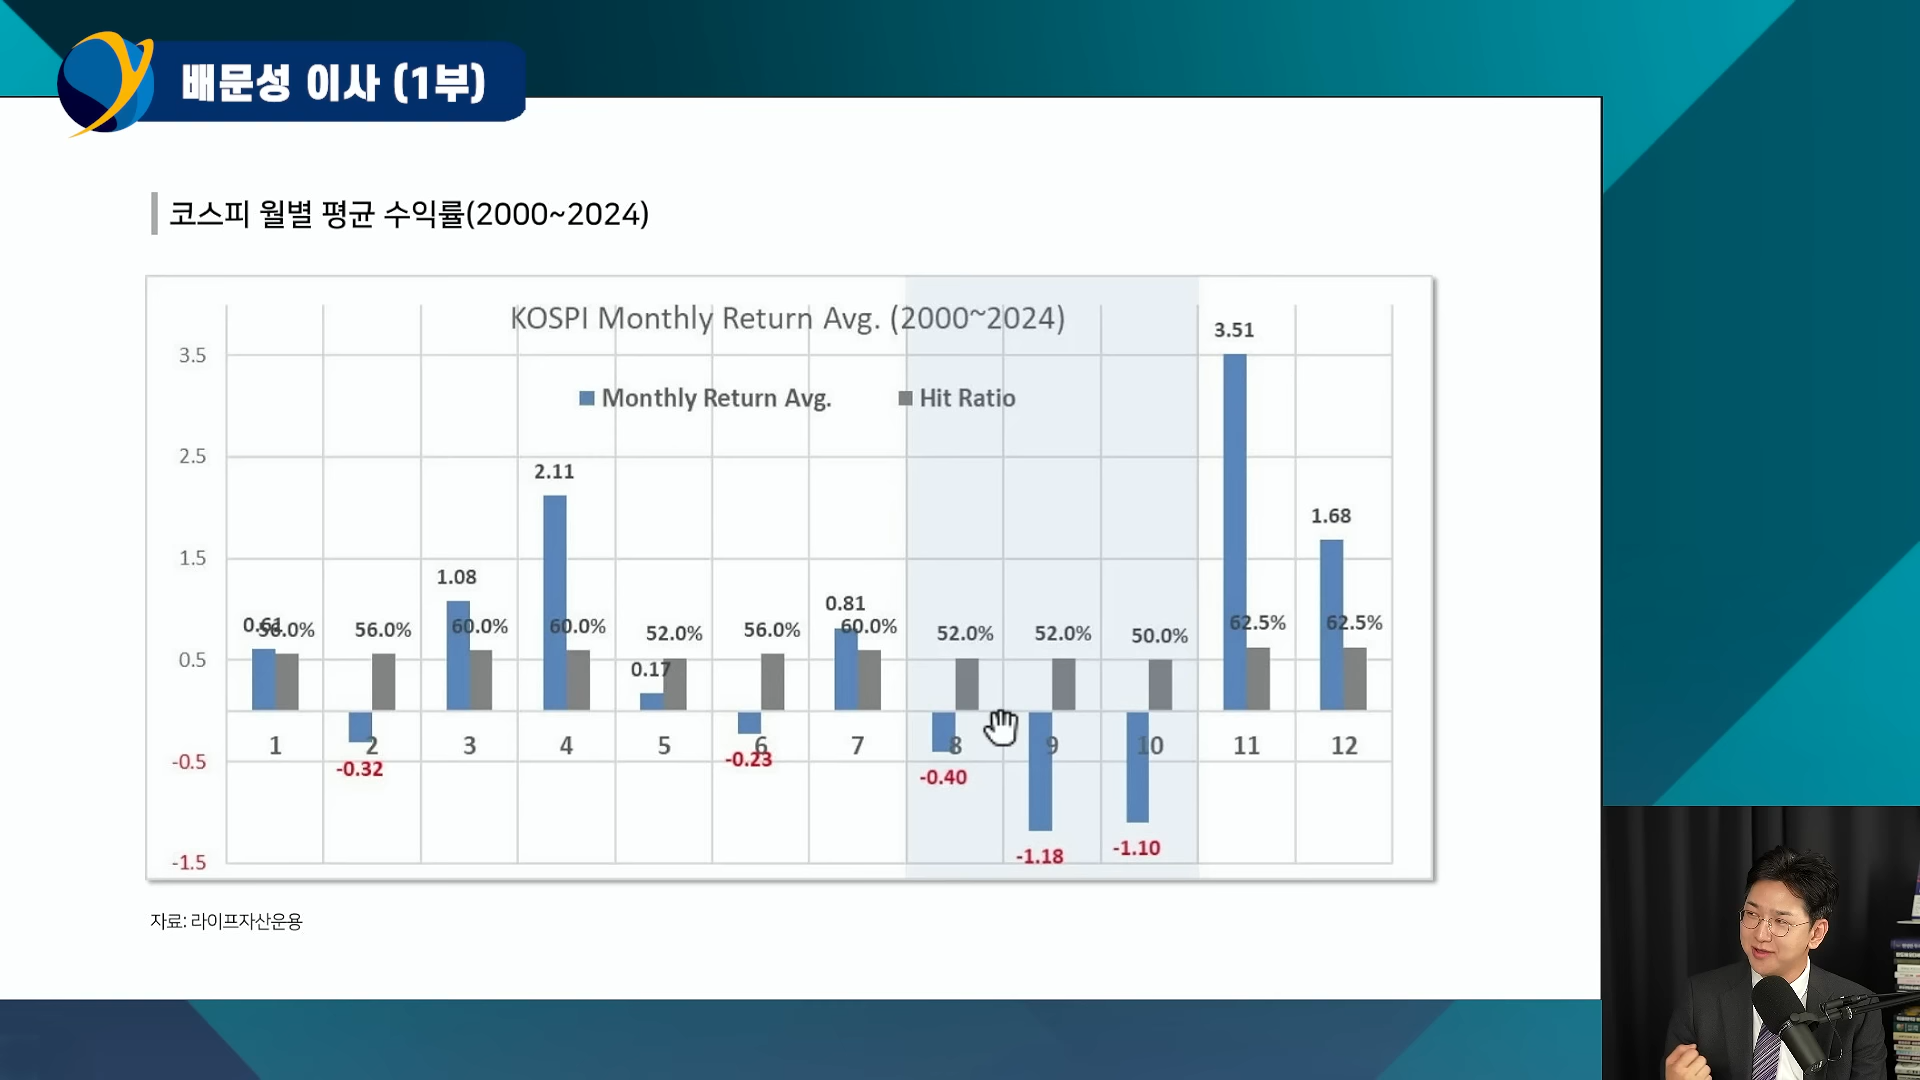 배문성 이사 (1부)
코스피 월별 평균 수익률(2000~2024)
KOSPI Monthly Return Avg. (2000~2024)
Monthly Return Avg. Hit Ratio
3.5
2.5
1.5
0.5
-0.5
-1.5
0.61 -0.32 1.08 2.11 0.17 -0.23 0.81 -0.40 -1.18 -1.10 3.51 1.68
56.0% 56.0% 60.0% 60.0% 52.0% 56.0% 60.0% 52.0% 52.0% 50.0% 62.5% 62.5%
1 2 3 4 5 6 7 8 9 10 11 12
자료: 라이프자산운용